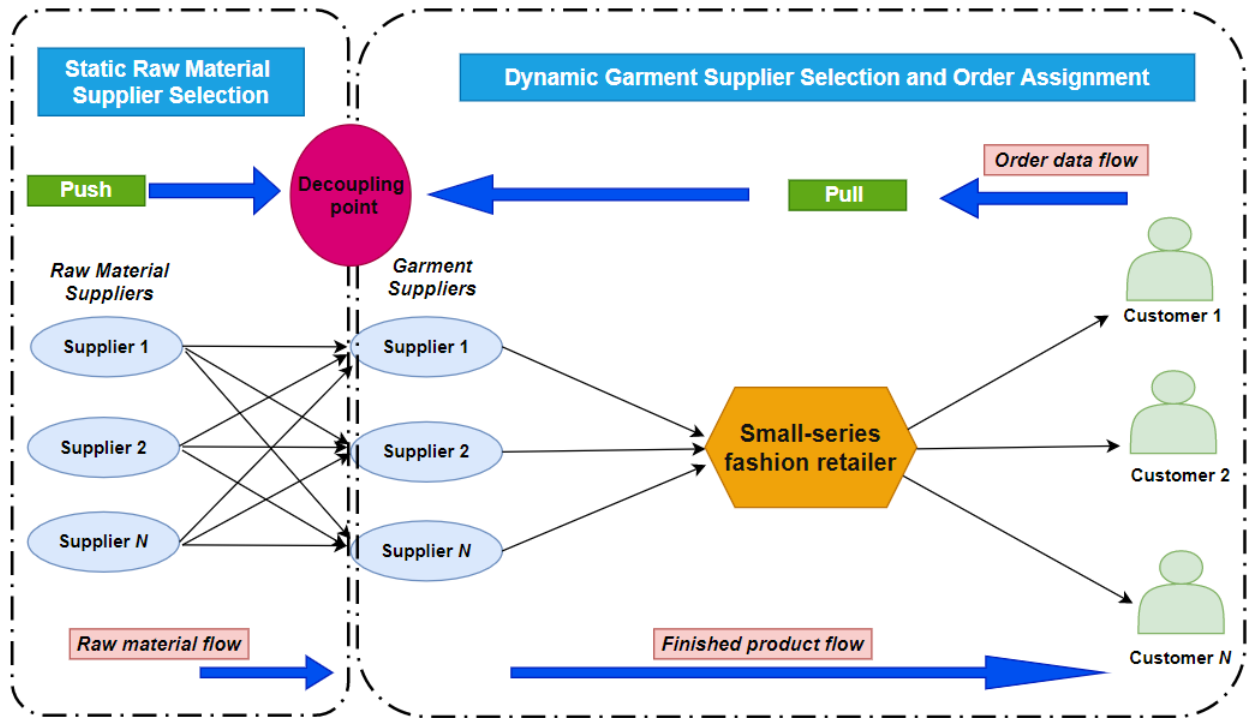 Static Raw Material
Supplier Selection
Dynamic Garment Supplier Selection and Order Assignment
Push
Decoupling
point
Pull
Order data flow
Raw Material
Suppliers
Garment
Suppliers
Supplier 1
Supplier 2
Supplier N
Supplier 1
Supplier 2
Supplier N
Small-series
fashion retailer
Customer 1
Customer 2
Customer N
Raw material flow
Finished product flow